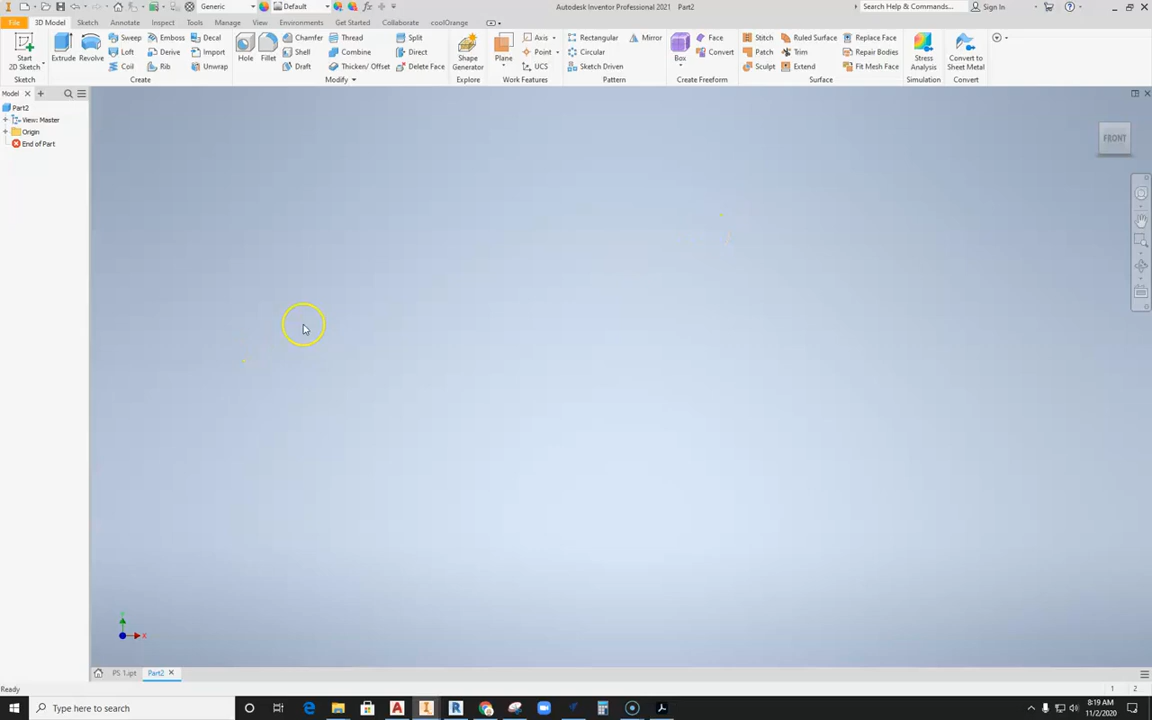 Generic
Default
Autodesk Inventor Professional 2021 Part2
Search Help & Commands...
Sign In
File
3D Model
Sketch
Annotate
Inspect
Tools
Manage
View
Environments
Get Started
Collaborate
coolOrange
Start
2D Sketch
Sketch
Extrude
Revolve
Sweep
Loft
Coil
Emboss
Derive
Rib
Decal
Import
Unwrap
Create
Hole
Fillet
Chamfer
Shell
Draft
Thread
Combine
Thicken/ Offset
Split
Direct
Delete Face
Modify
Shape
Generator
Explore
Plane
Axis
Point
UCS
Work Features
Rectangular
Circular
Sketch Driven
Mirror
Pattern
Box
Face
Convert
Create Freeform
Stitch
Patch
Sculpt
Ruled Surface
Trim
Extend
Replace Face
Repair Bodies
Fit Mesh Face
Surface
Stress
Analysis
Simulation
Convert to
Sheet Metal
Convert
Model
Part2
View: Master
Origin
End of Part
FRONT
X
PS 1.ipt
Part2
Ready
1
2
Type here to search
8:19 AM
11/2/2020